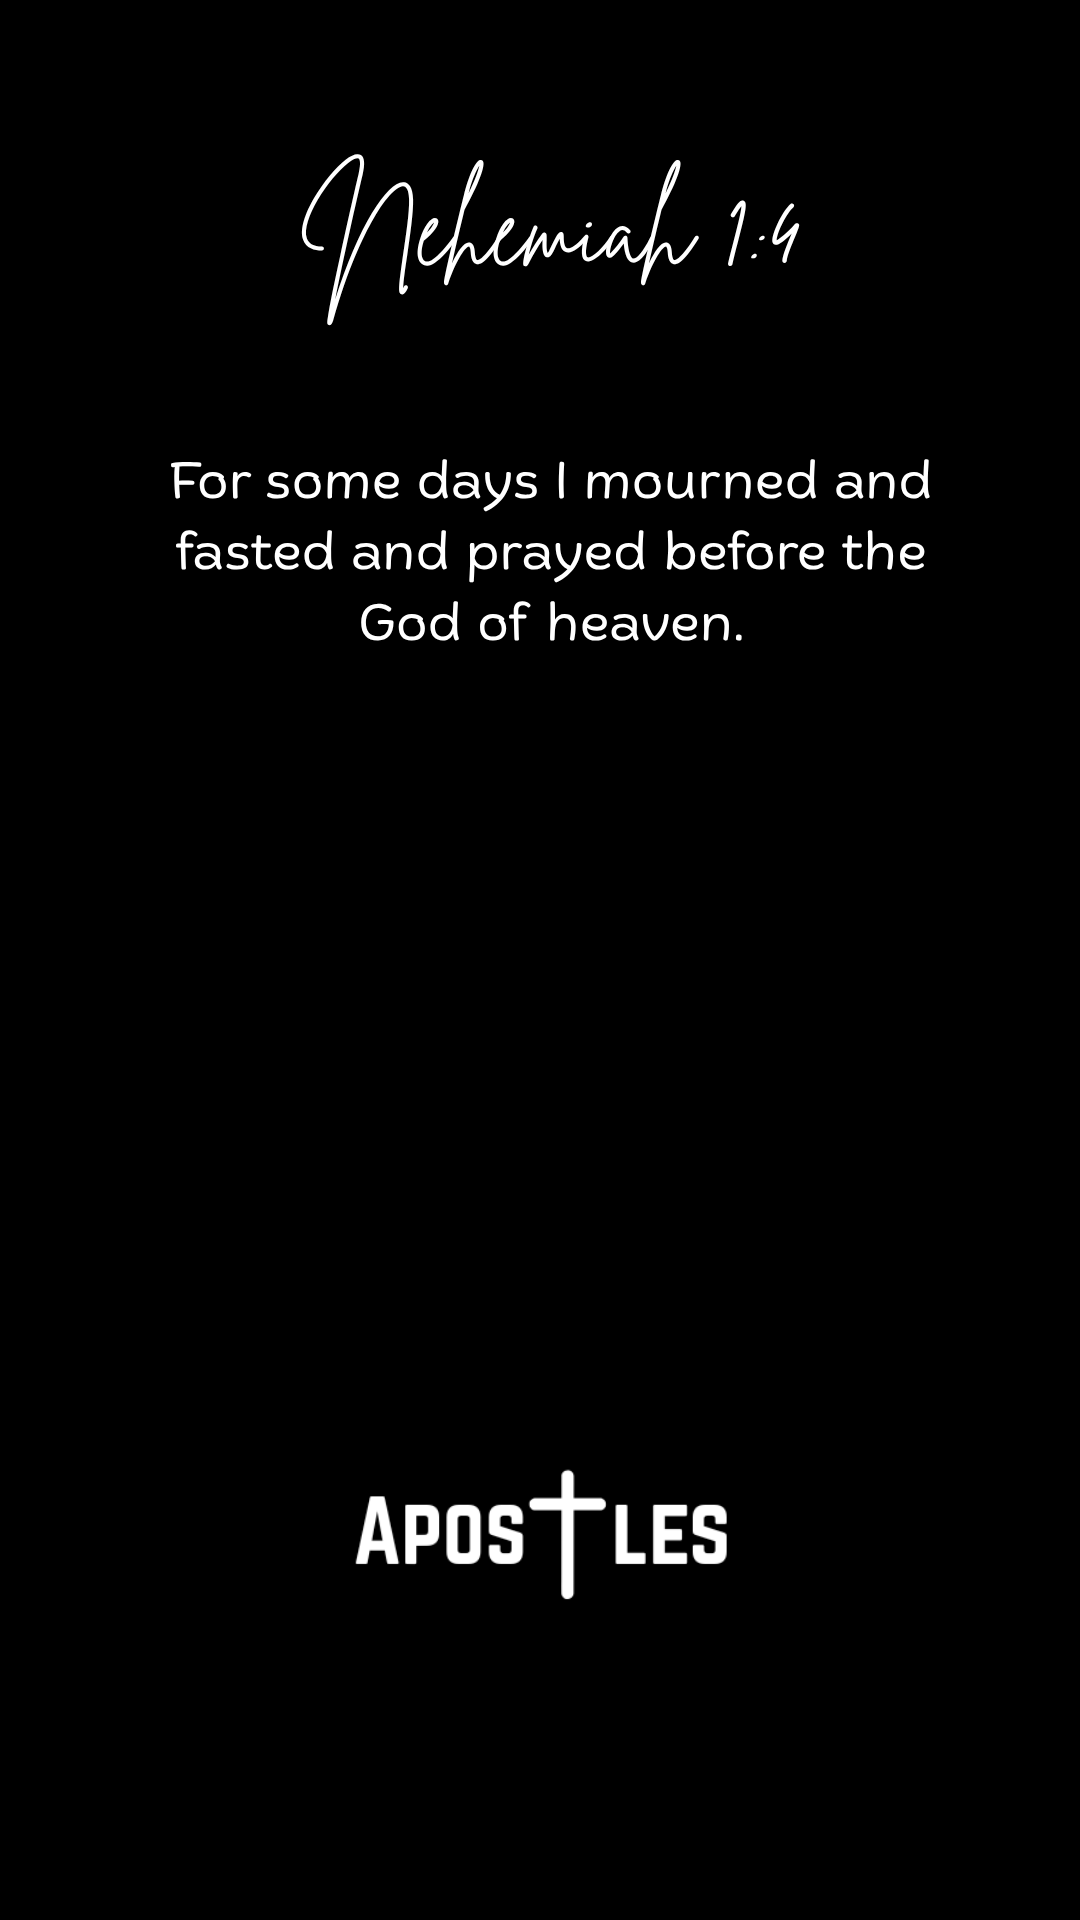 Nehemiah 1:4
For some days I mourned and
fasted and prayed before the
God of heaven.
APOSTLES